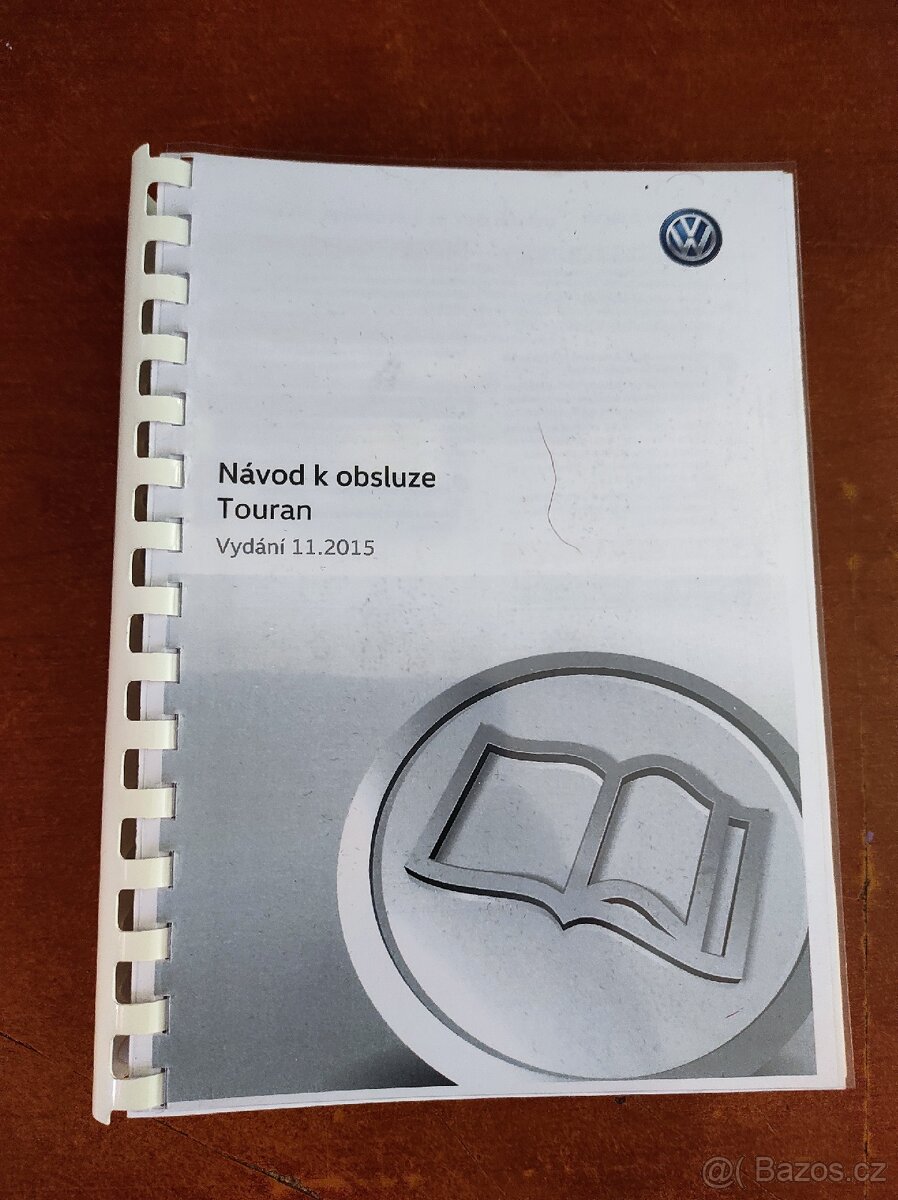 Návod k obsluze
Touran
Vydání 11.2015
@( Bazos.cz